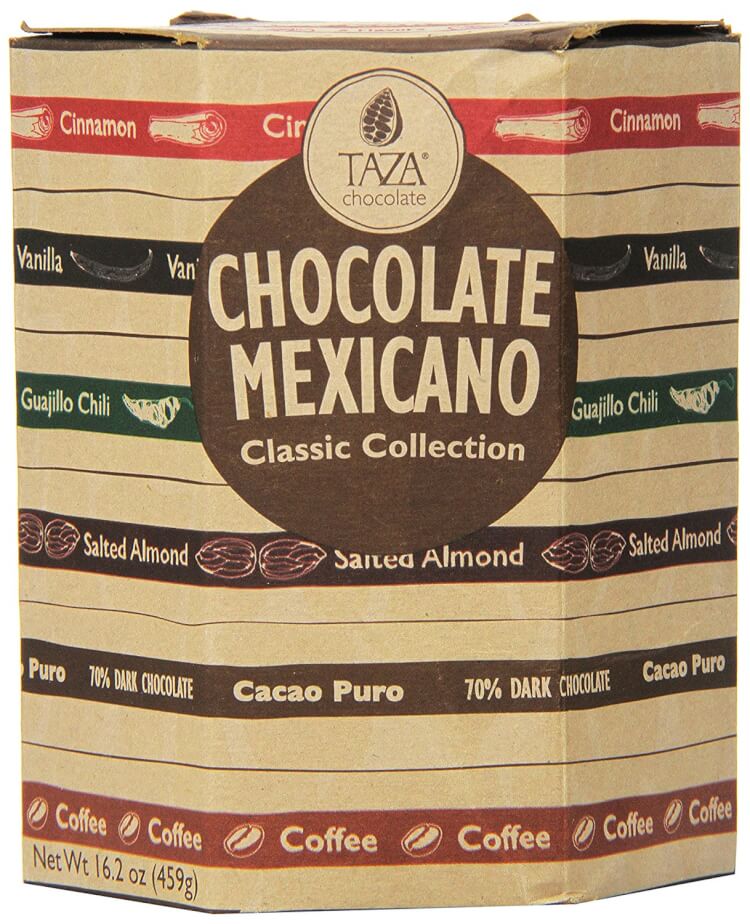 Cinnamon Cin Cinnamon
TAZA®
chocolate
Vanilla Van Vanilla
CHOCOLATE
MEXICANO
Classic Collection
Guajillo Chili Guajillo Chili
Salted Almond Salted Almond Salted Almond
Puro 70% DARK CHOCOLATE Cacao Puro 70% DARK CHOCOLATE Cacao Puro
Coffee Coffee Coffee Coffee Coffee Coffee
Net Wt 16.2 oz (459g)